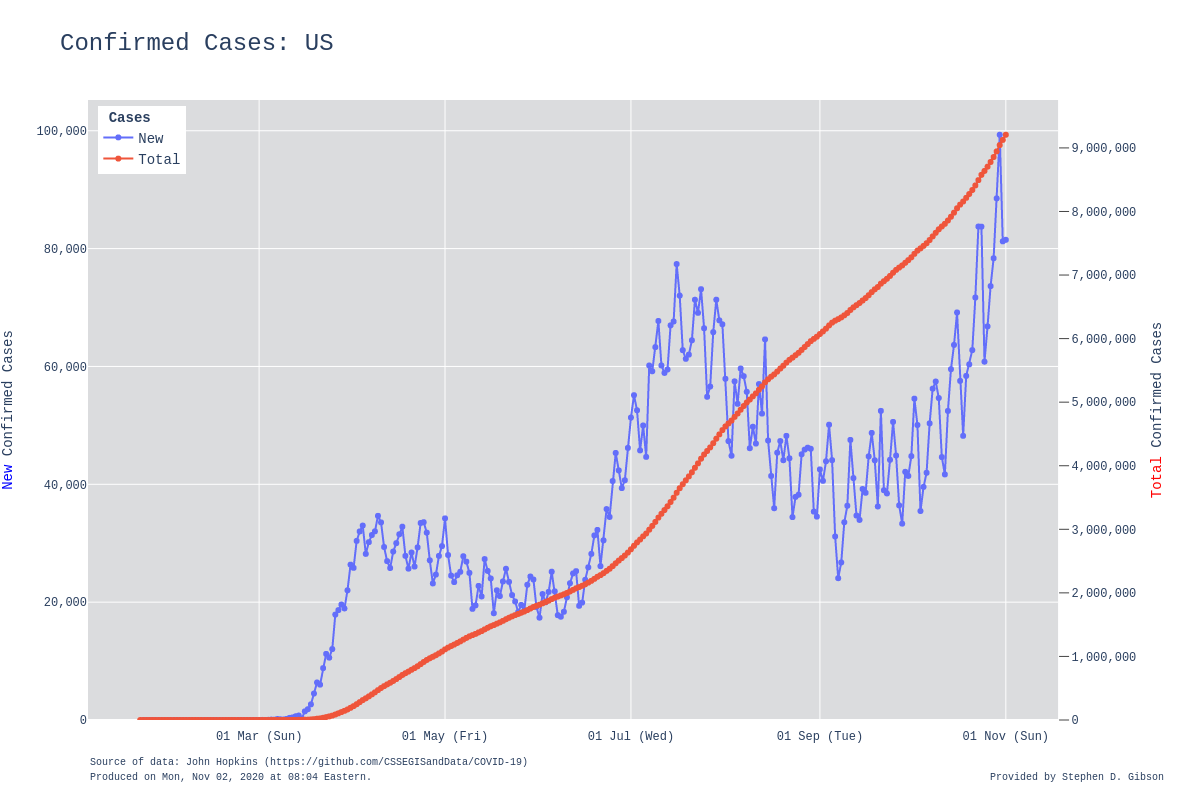 Confirmed Cases: US
Cases
New
Total
100,000
80,000
60,000
40,000
20,000
0
New Confirmed Cases
9,000,000
8,000,000
7,000,000
6,000,000
5,000,000
4,000,000
3,000,000
2,000,000
1,000,000
0
Total Confirmed Cases
01 Mar (Sun)
01 May (Fri)
01 Jul (Wed)
01 Sep (Tue)
01 Nov (Sun)
Source of data: John Hopkins (https://github.com/CSSEGISandData/COVID-19)
Produced on Mon, Nov 02, 2020 at 08:04 Eastern.
Provided by Stephen D. Gibson